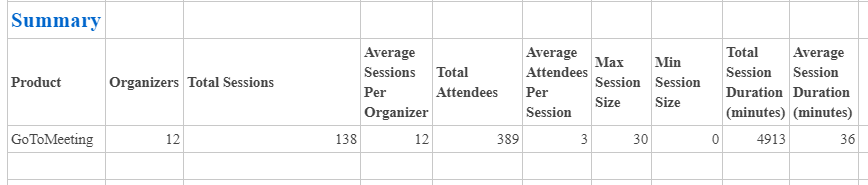 Summary
Product Organizers Total Sessions Average Sessions Per Organizer Total Attendees Average Attendees Per Session Max Session Size Min Session Size Total Session Duration (minutes) Average Session Duration (minutes)
GoToMeeting 12 138 12 389 3 30 0 4913 36